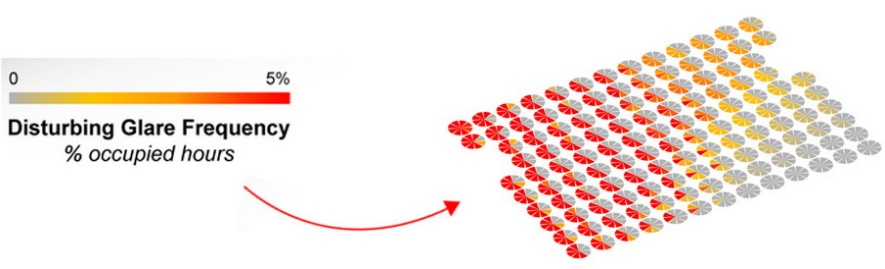 0 5%
Disturbing Glare Frequency
% occupied hours